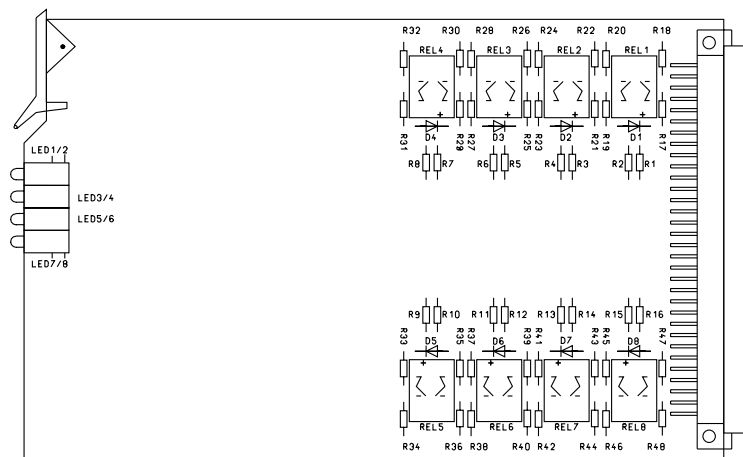 R32 R30 R28 R26 R24 R22 R20 R18
REL4 REL3 REL2 REL1
+ + + +
D4 D3 D2 D1
R31 R29 R27 R25 R23 R21 R19 R17
LED1/2
R8 R7 R6 R5 R4 R3 R2 R1
LED3/4
LED5/6
LED7/8
R9 R10 R11 R12 R13 R14 R15 R16
R33 R35 R37 R39 R41 R43 R45 R47
D5 D6 D7 D8
+ + + +
REL5 REL6 REL7 REL8
R34 R36 R38 R40 R42 R44 R46 R48